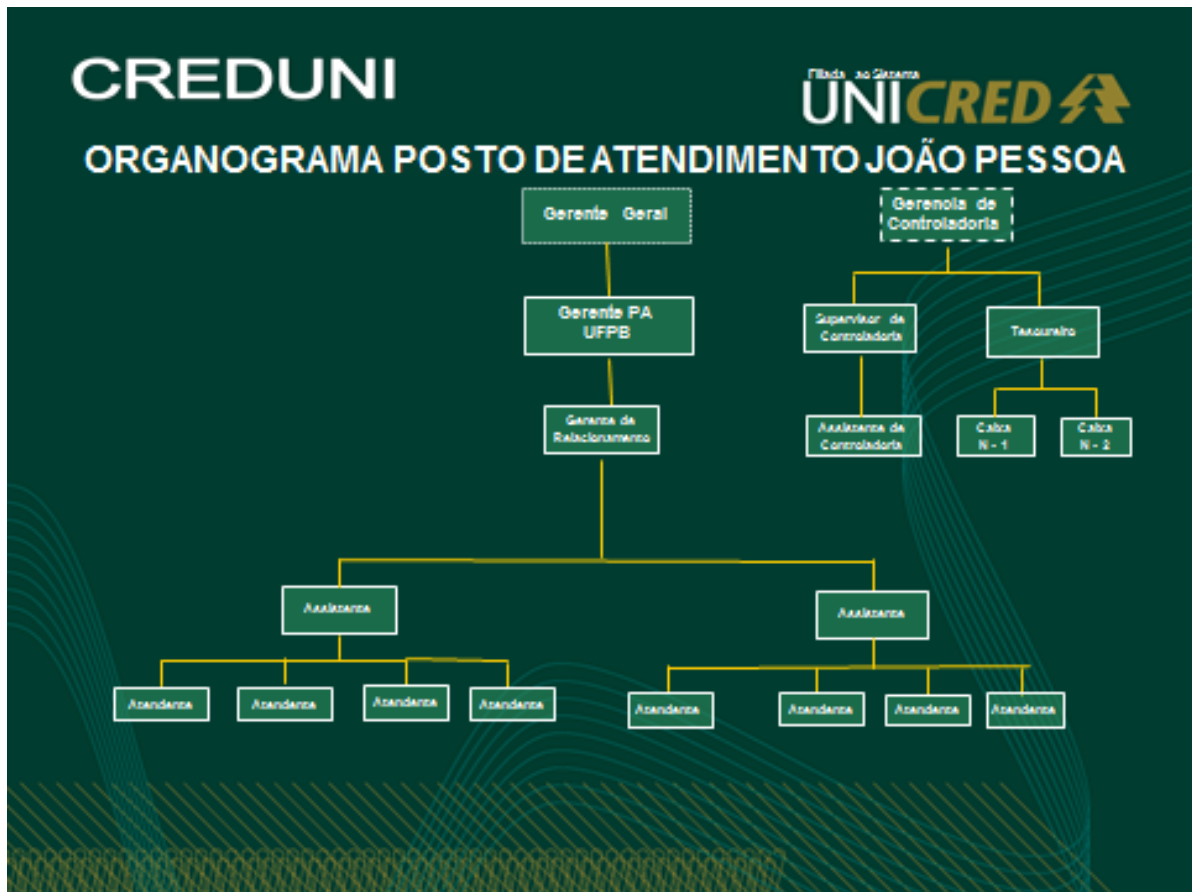 CREDUNI
Filiada ao Sistema
UNICRED
ORGANOGRAMA POSTO DE ATENDIMENTO JOÃO PESSOA
Gerente Geral
Gerencia de
Controladoria
Gerente PA
UFPB
Supervisor de
Controladoria
Tesoureiro
Gerente de
Relacionamento
Assistente de
Controladoria
Caixa
N - 1
Caixa
N - 2
Assistente
Assistente
Atendente
Atendente
Atendente
Atendente
Atendente
Atendente
Atendente
Atendente